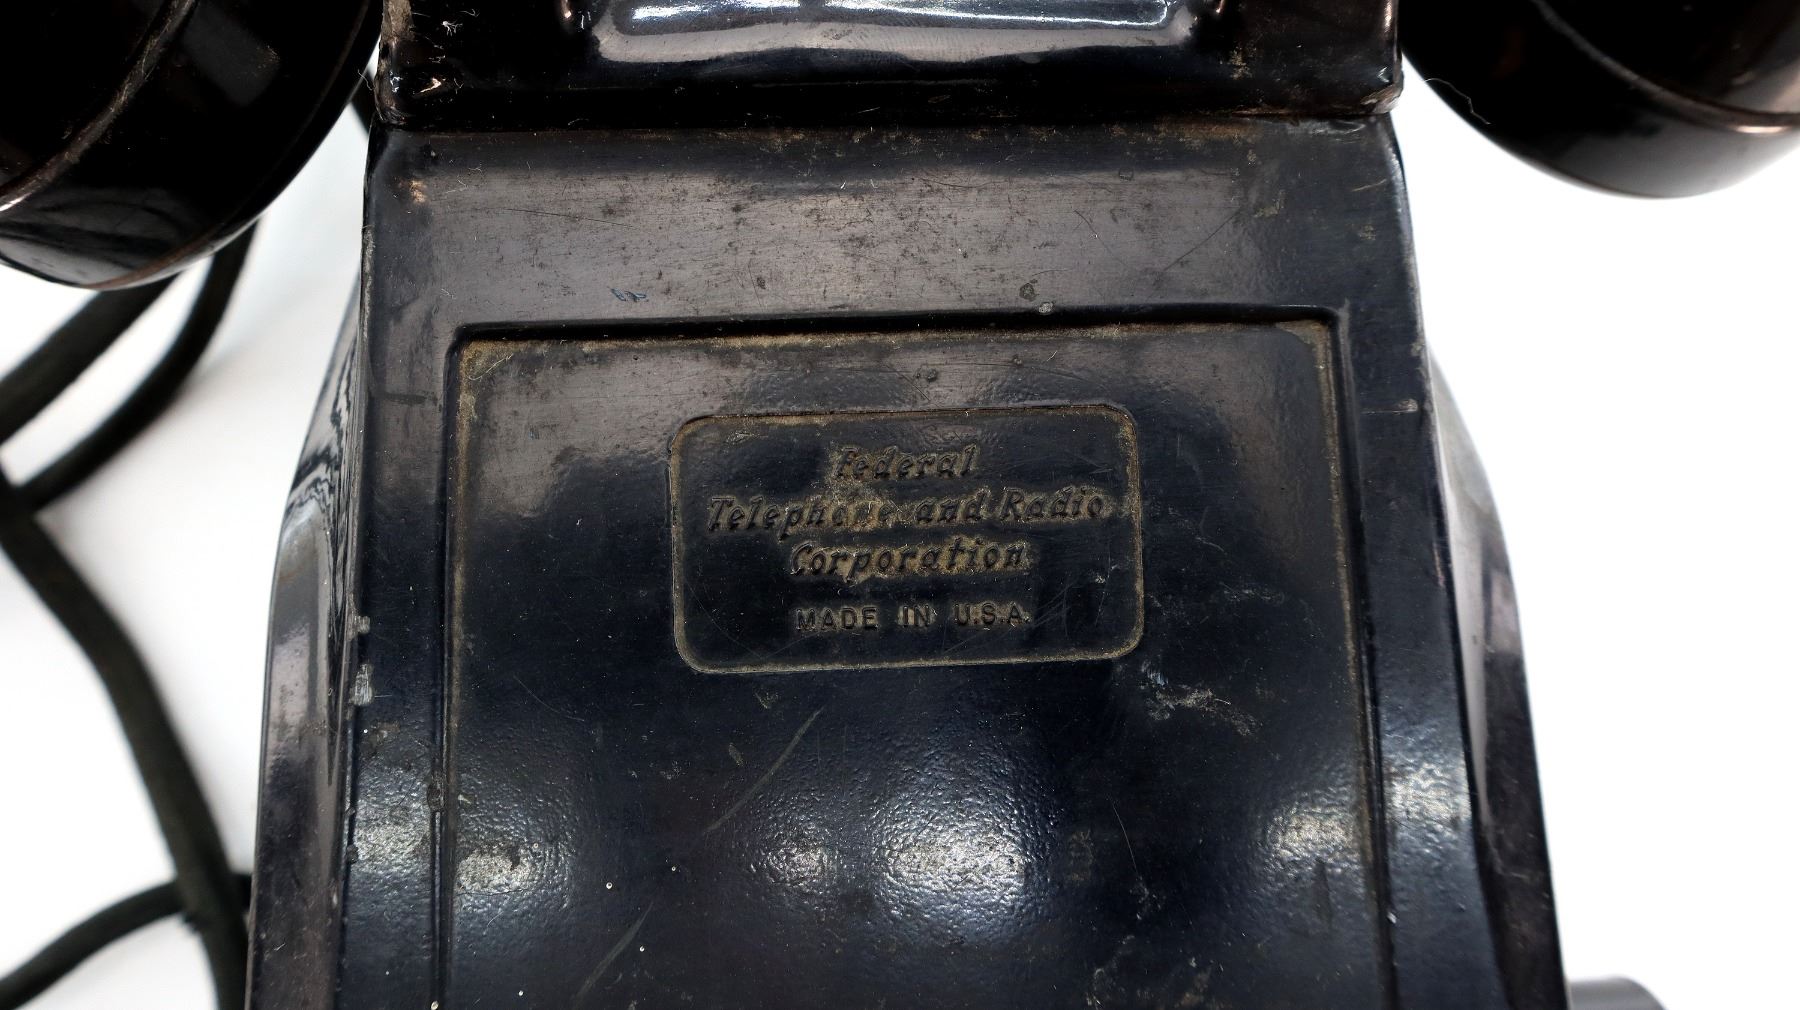 Federal
Telephone and Radio
Corporation
MADE IN U.S.A.